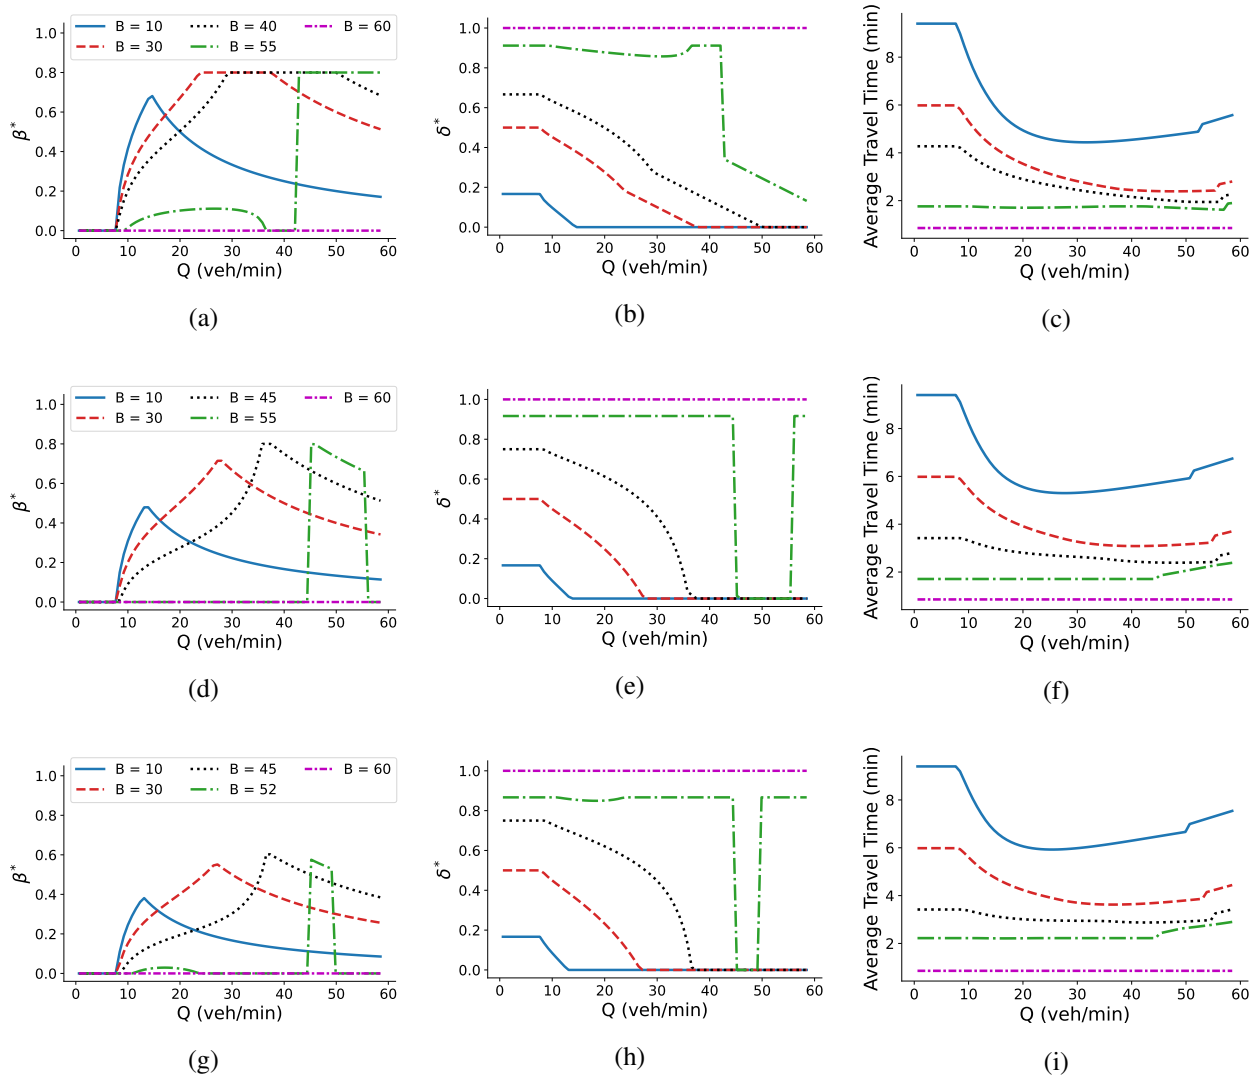 B = 10 B = 40 B = 60
B = 30 B = 55
1.0
0.8
0.6
0.4
0.2
0.0
β*
0 10 20 30 40 50 60
Q (veh/min)
(a)
1.0
0.8
0.6
0.4
0.2
0.0
δ*
0 10 20 30 40 50 60
Q (veh/min)
(b)
8
6
4
2
Average Travel Time (min)
0 10 20 30 40 50 60
Q (veh/min)
(c)
B = 10 B = 45 B = 60
B = 30 B = 55
1.0
0.8
0.6
0.4
0.2
0.0
β*
0 10 20 30 40 50 60
Q (veh/min)
(d)
1.0
0.8
0.6
0.4
0.2
0.0
δ*
0 10 20 30 40 50 60
Q (veh/min)
(e)
8
6
4
2
Average Travel Time (min)
0 10 20 30 40 50 60
Q (veh/min)
(f)
B = 10 B = 45 B = 60
B = 30 B = 52
1.0
0.8
0.6
0.4
0.2
0.0
β*
0 10 20 30 40 50 60
Q (veh/min)
(g)
1.0
0.8
0.6
0.4
0.2
0.0
δ*
0 10 20 30 40 50 60
Q (veh/min)
(h)
8
6
4
2
Average Travel Time (min)
0 10 20 30 40 50 60
Q (veh/min)
(i)